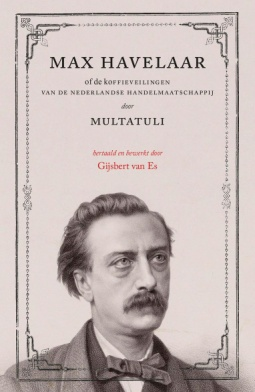 MAX HAVELAAR
of de KOFFIEVEILINGEN
VAN DE NEDERLANDSE HANDELMAATSCHAPPIJ
door
MULTATULI
hertaald en bewerkt door
Gijsbert van Es